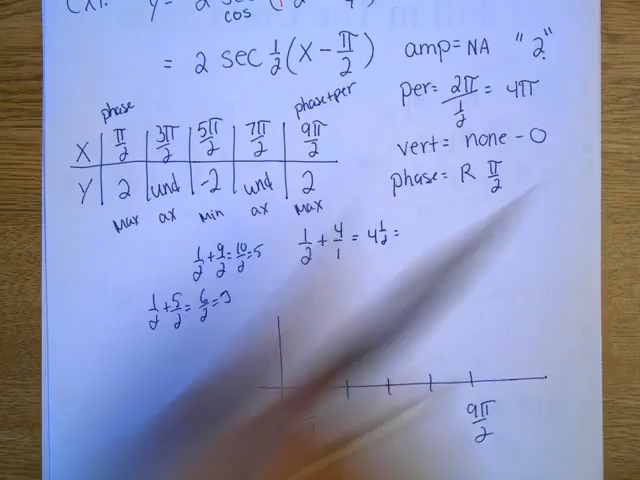 y = 2
cos
= 2 sec 1/2 (x - π/2)
amp = NA "2"
per = 2π / 1/2 = 4π
vert = none - 0
phase = R π/2
phase phase+per
X | π/2 | 3π/2 | 5π/2 | 7π/2 | 9π/2
Y | 2 | und | -2 | und | 2
Max ax Min ax Max
1/2 + 9/2 = 10/2 = 5
1/2 + 4/1 = 4 1/2 =
1/2 + 5/2 = 6/2 = 3
9π/2